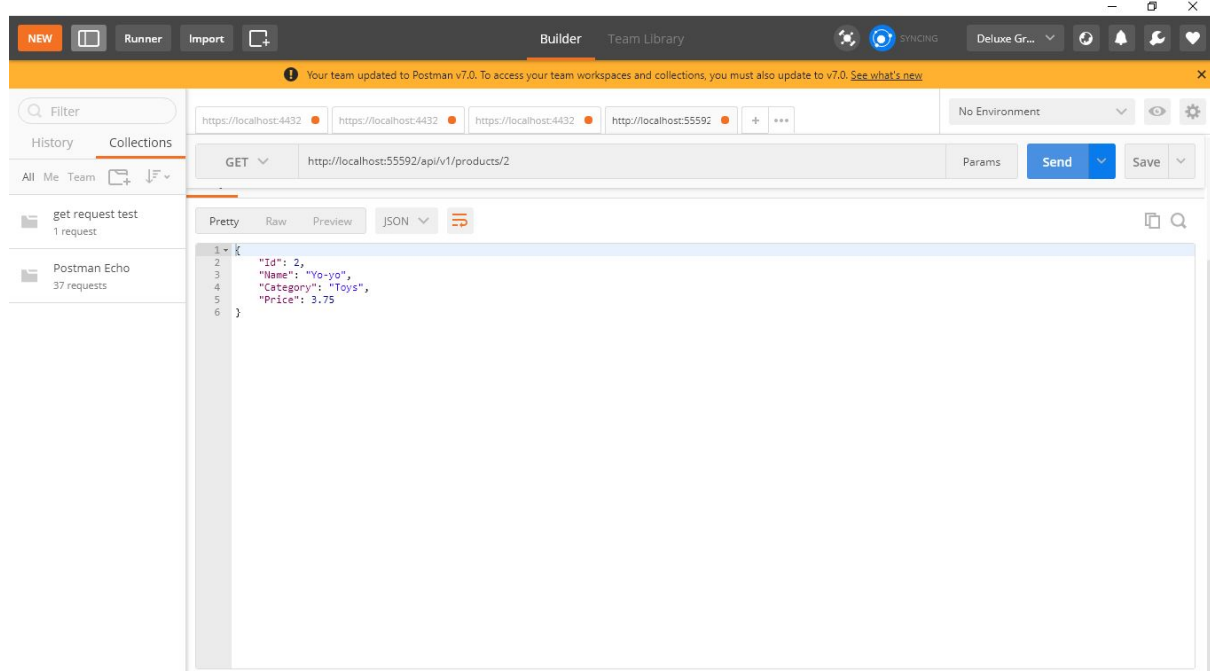 NEW Runner Import Builder Team Library SYNCING Deluxe Gr...
Your team updated to Postman v7.0. To access your team workspaces and collections, you must also update to v7.0. See what's new
Filter
History Collections
All Me Team
get request test
1 request
Postman Echo
37 requests
https://localhost:4432 https://localhost:4432 https://localhost:4432 http://localhost:55592 + •••
No Environment
GET http://localhost:55592/api/v1/products/2 Params Send Save
Pretty Raw Preview JSON
1 {
2 "Id": 2,
3 "Name": "Yo-yo",
4 "Category": "Toys",
5 "Price": 3.75
6 }